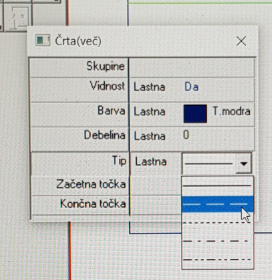 Črta(več)
Skupine
Vidnost Lastna Da
Barva Lastna T.modra
Debelina Lastna 0
Tip Lastna
Začetna točka
Končna točka